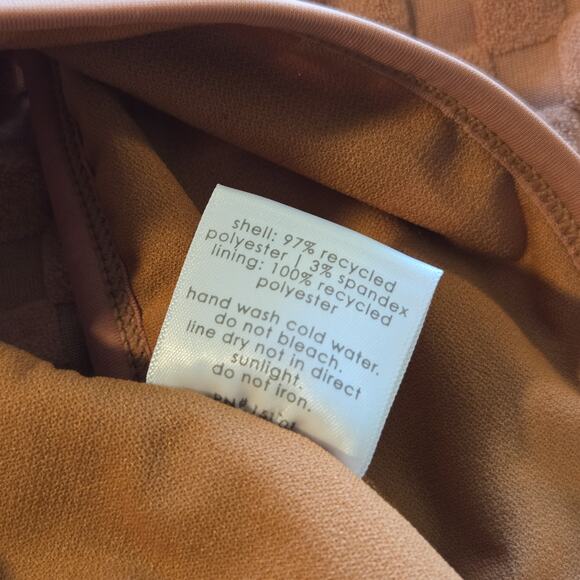 shell: 97% recycled
polyester | 3% spandex
lining: 100% recycled
polyester
hand wash cold water.
do not bleach.
line dry not in direct
sunlight.
do not iron.
RN#